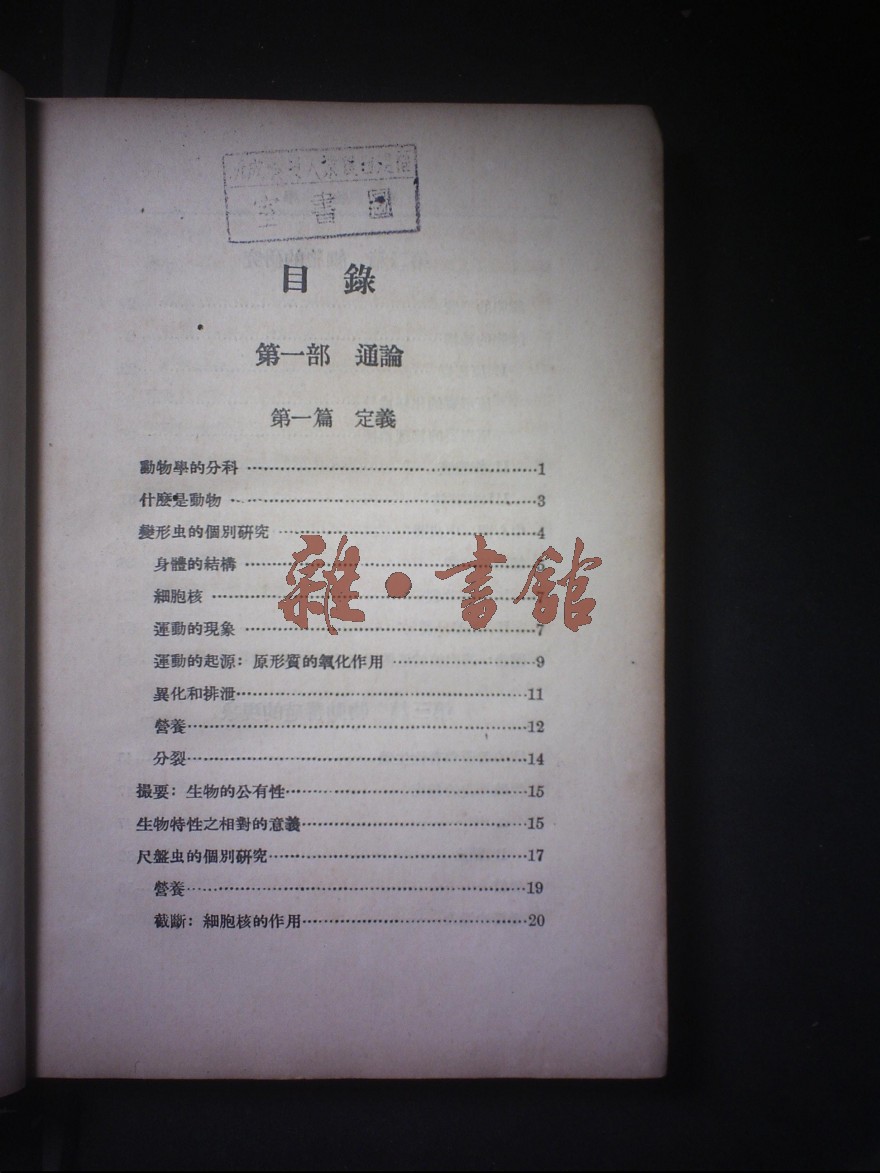 圖書室
目錄
第一部 通論
第一篇 定義
動物學的分科 ⋯⋯⋯⋯⋯⋯⋯⋯1
什麽是動物 ⋯⋯⋯⋯⋯⋯⋯⋯3
變形虫的個別研究 ⋯⋯⋯⋯⋯⋯⋯⋯4
身體的結構 ⋯⋯⋯⋯⋯⋯⋯⋯5
細胞核 ⋯⋯⋯⋯⋯⋯⋯⋯7
雜·書館
運動的現象 ⋯⋯⋯⋯⋯⋯⋯⋯7
運動的起源：原形質的氧化作用 ⋯⋯⋯⋯9
異化和排泄⋯⋯⋯⋯⋯⋯⋯⋯11
營養⋯⋯⋯⋯⋯⋯⋯⋯12
分裂⋯⋯⋯⋯⋯⋯⋯⋯14
撮要：生物的公有性⋯⋯⋯⋯⋯⋯15
生物特性之相對的意義⋯⋯⋯⋯⋯⋯15
尺盤虫的個別研究⋯⋯⋯⋯⋯⋯17
營養⋯⋯⋯⋯⋯⋯⋯⋯19
截斷：細胞核的作用⋯⋯⋯⋯⋯⋯20